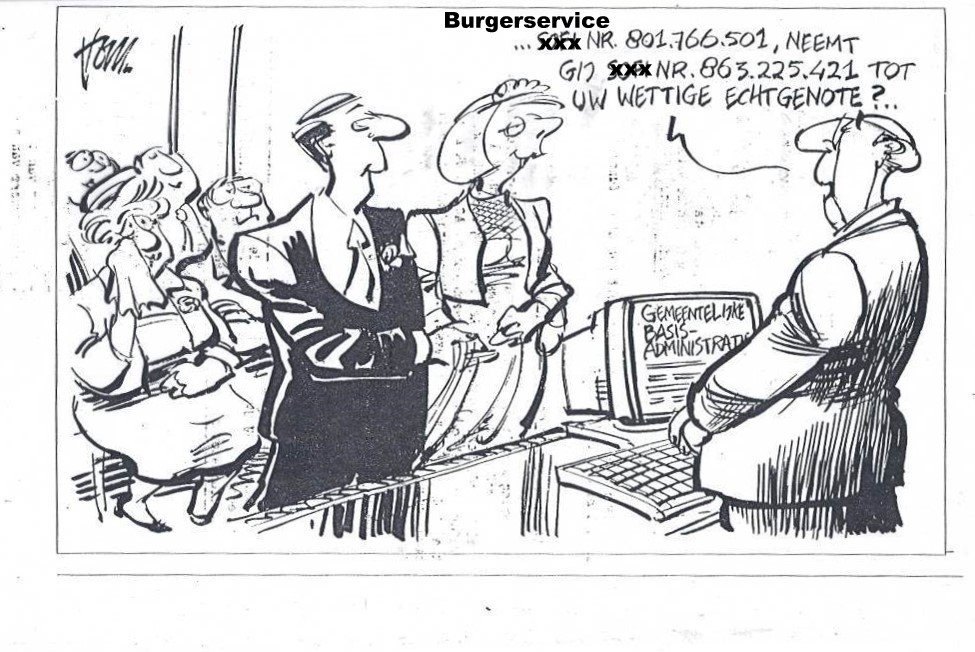 Burgerservice
... xxx NR. 801.766.501, NEEMT
GIJ xxx NR. 863.225.421 TOT
UW WETTIGE ECHTGENOTE?..
GEMEENTELIJKE
BASIS-
ADMINISTRATIE